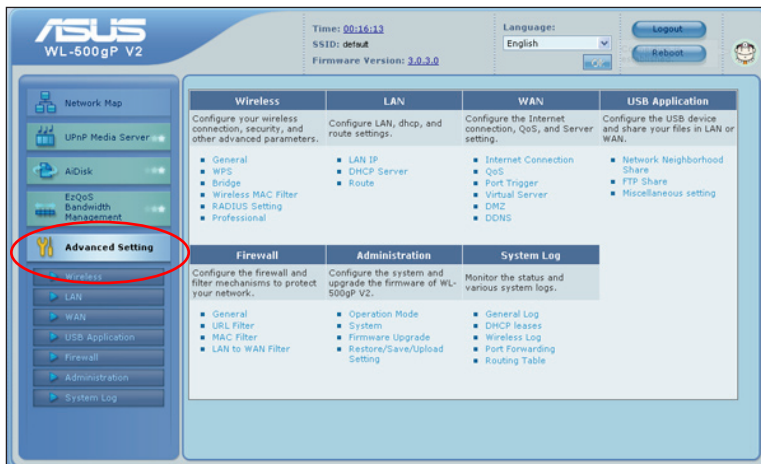 ASUS
WL-500gP V2
Time: 00:16:13
SSID: default
Firmware Version: 3.0.3.0
Language:
English
Logout
Reboot
Network Map
UPnP Media Server
AiDisk
EzQoS
Bandwidth
Management
Advanced Setting
Wireless
LAN
WAN
USB Application
Firewall
Administration
System Log
Wireless
Configure your wireless
connection, security, and
other advanced parameters.
General
WPS
Bridge
Wireless MAC Filter
RADIUS Setting
Professional
LAN
Configure LAN, dhcp, and
route settings.
LAN IP
DHCP Server
Route
WAN
Configure the Internet
connection, QoS, and Server
setting.
Internet Connection
QoS
Port Trigger
Virtual Server
DMZ
DDNS
USB Application
Configure the USB device
and share your files in LAN or
WAN.
Network Neighborhood
Share
FTP Share
Miscellaneous setting
Firewall
Configure the firewall and
filter mechanisms to protect
your network.
General
URL Filter
MAC Filter
LAN to WAN Filter
Administration
Configure the system and
upgrade the firmware of WL-
500gP V2.
Operation Mode
System
Firmware Upgrade
Restore/Save/Upload
Setting
System Log
Monitor the status and
various system logs.
General Log
DHCP leases
Wireless Log
Port Forwarding
Routing Table